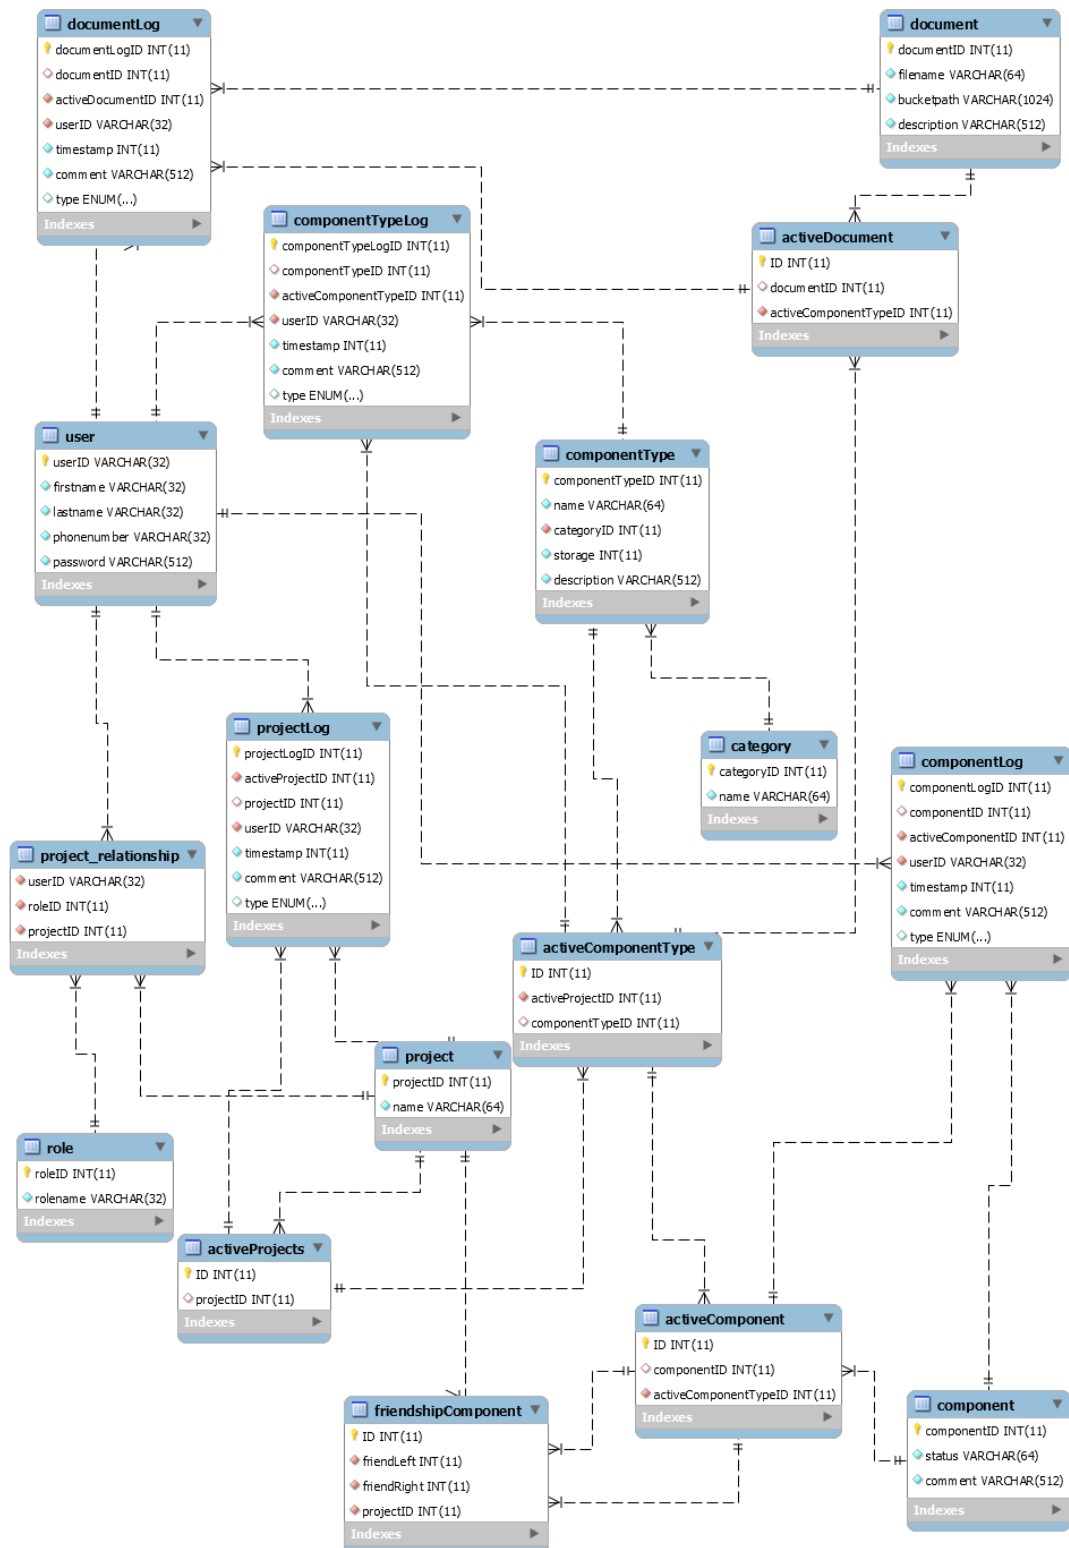 documentLog
documentLogID INT(11)
documentID INT(11)
activeDocumentID INT(11)
userID VARCHAR(32)
timestamp INT(11)
comment VARCHAR(512)
type ENUM(...)
Indexes
document
documentID INT(11)
filename VARCHAR(64)
bucketpath VARCHAR(1024)
description VARCHAR(512)
Indexes
componentTypeLog
componentTypeLogID INT(11)
componentTypeID INT(11)
activeComponentTypeID INT(11)
userID VARCHAR(32)
timestamp INT(11)
comment VARCHAR(512)
type ENUM(...)
Indexes
activeDocument
ID INT(11)
documentID INT(11)
activeComponentTypeID INT(11)
Indexes
user
userID VARCHAR(32)
firstname VARCHAR(32)
lastname VARCHAR(32)
phonenumber VARCHAR(32)
password VARCHAR(512)
Indexes
componentType
componentTypeID INT(11)
name VARCHAR(64)
categoryID INT(11)
storage INT(11)
description VARCHAR(512)
Indexes
projectLog
projectLogID INT(11)
activeProjectID INT(11)
projectID INT(11)
userID VARCHAR(32)
timestamp INT(11)
comment VARCHAR(512)
type ENUM(...)
Indexes
category
categoryID INT(11)
name VARCHAR(64)
Indexes
componentLog
componentLogID INT(11)
componentID INT(11)
activeComponentID INT(11)
userID VARCHAR(32)
timestamp INT(11)
comment VARCHAR(512)
type ENUM(...)
Indexes
project_relationship
userID VARCHAR(32)
roleID INT(11)
projectID INT(11)
Indexes
activeComponentType
ID INT(11)
activeProjectID INT(11)
componentTypeID INT(11)
Indexes
project
projectID INT(11)
name VARCHAR(64)
Indexes
role
roleID INT(11)
rolename VARCHAR(32)
Indexes
activeProjects
ID INT(11)
projectID INT(11)
Indexes
activeComponent
ID INT(11)
componentID INT(11)
activeComponentTypeID INT(11)
Indexes
friendshipComponent
ID INT(11)
friendLeft INT(11)
friendRight INT(11)
projectID INT(11)
Indexes
component
componentID INT(11)
status VARCHAR(64)
comment VARCHAR(512)
Indexes